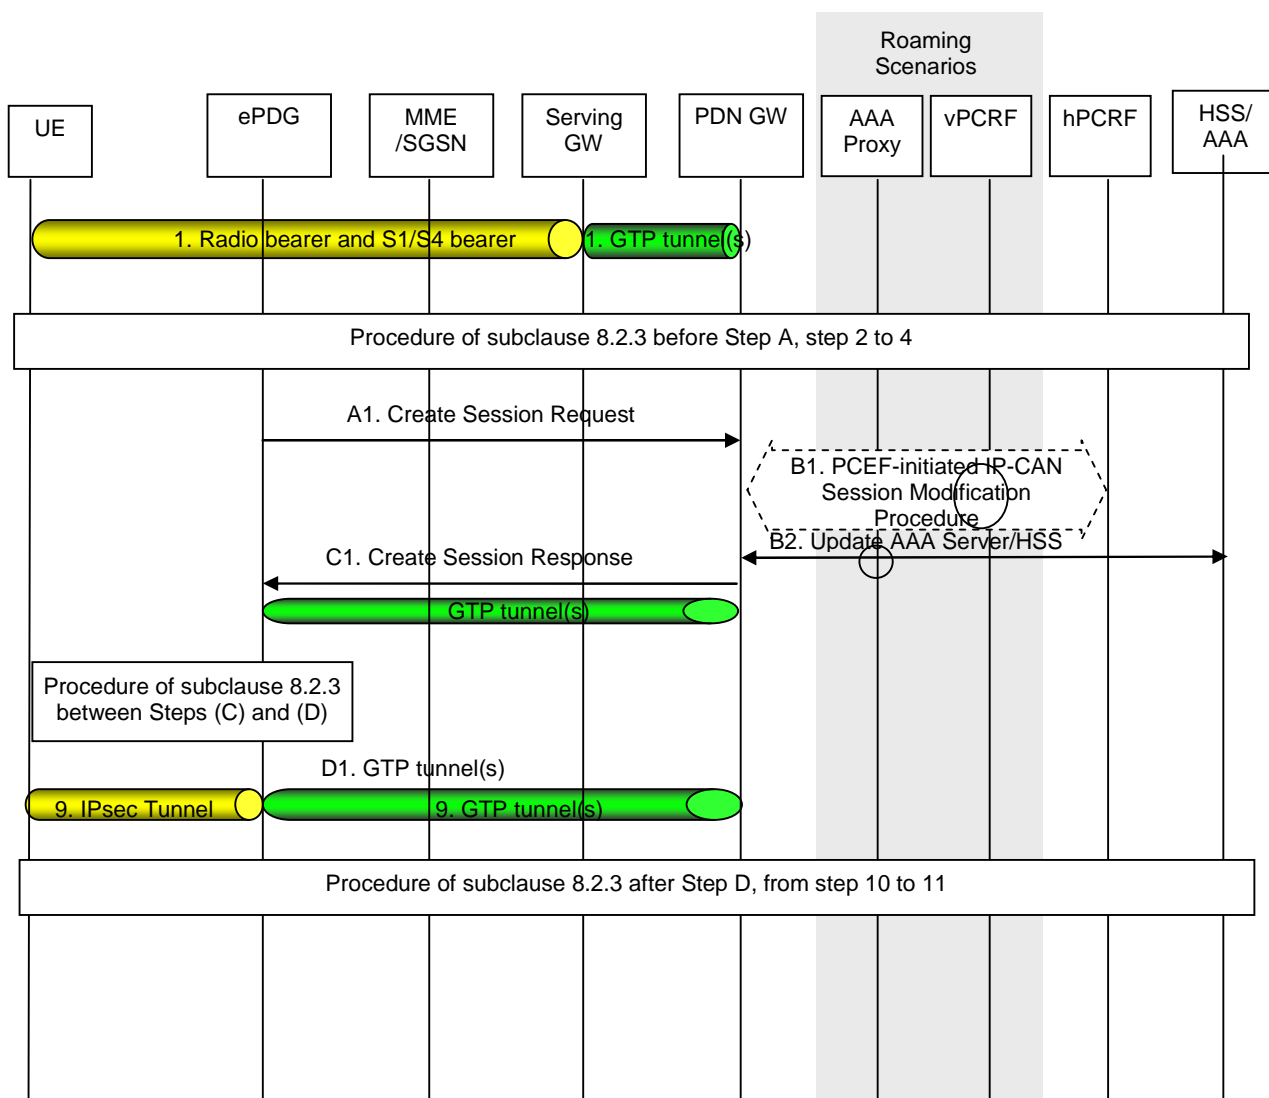 Roaming
Scenarios
UE
ePDG
MME
/SGSN
Serving
GW
PDN GW
AAA
Proxy
vPCRF
hPCRF
HSS/
AAA
1. Radio bearer and S1/S4 bearer
1. GTP tunnel(s)
Procedure of subclause 8.2.3 before Step A, step 2 to 4
A1. Create Session Request
B1. PCEF-initiated IP-CAN
Session Modification
Procedure
B2. Update AAA Server/HSS
C1. Create Session Response
GTP tunnel(s)
Procedure of subclause 8.2.3
between Steps (C) and (D)
D1. GTP tunnel(s)
9. IPsec Tunnel
9. GTP tunnel(s)
Procedure of subclause 8.2.3 after Step D, from step 10 to 11